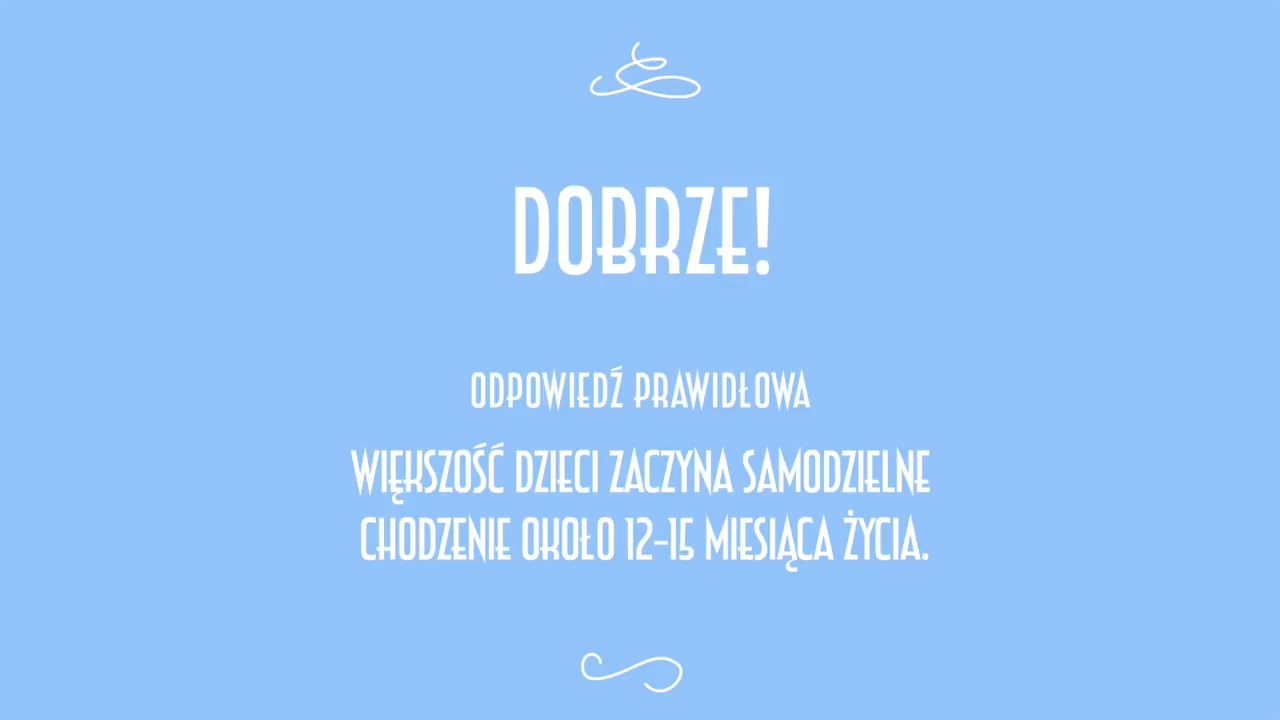 DOBRZE!
ODPOWIEDŹ PRAWIDŁOWA
WIĘKSZOŚĆ DZIECI ZACZYNA SAMODZIELNE
CHODZENIE OKOŁO 12-15 MIESIĄCA ŻYCIA.